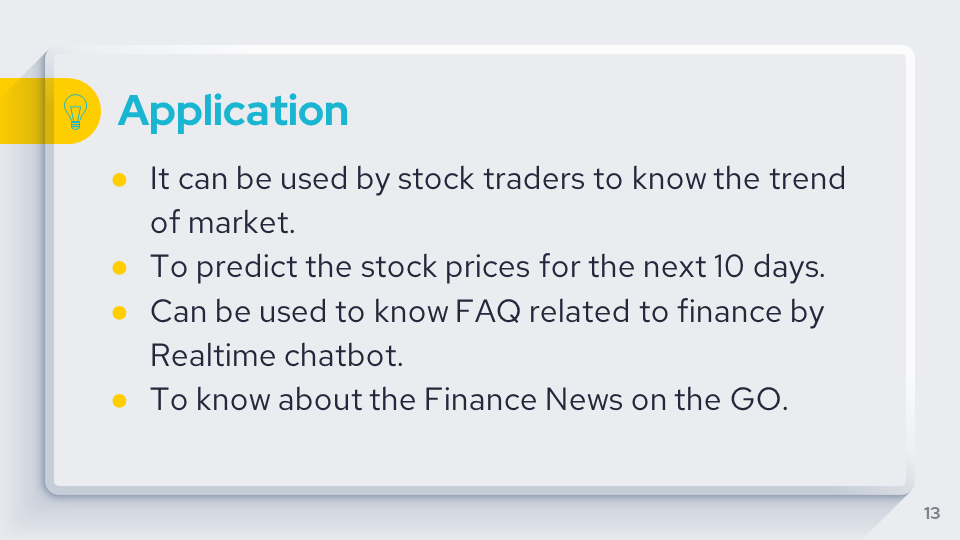 Application
● It can be used by stock traders to know the trend
of market.
● To predict the stock prices for the next 10 days.
● Can be used to know FAQ related to finance by
Realtime chatbot.
● To know about the Finance News on the GO.
13